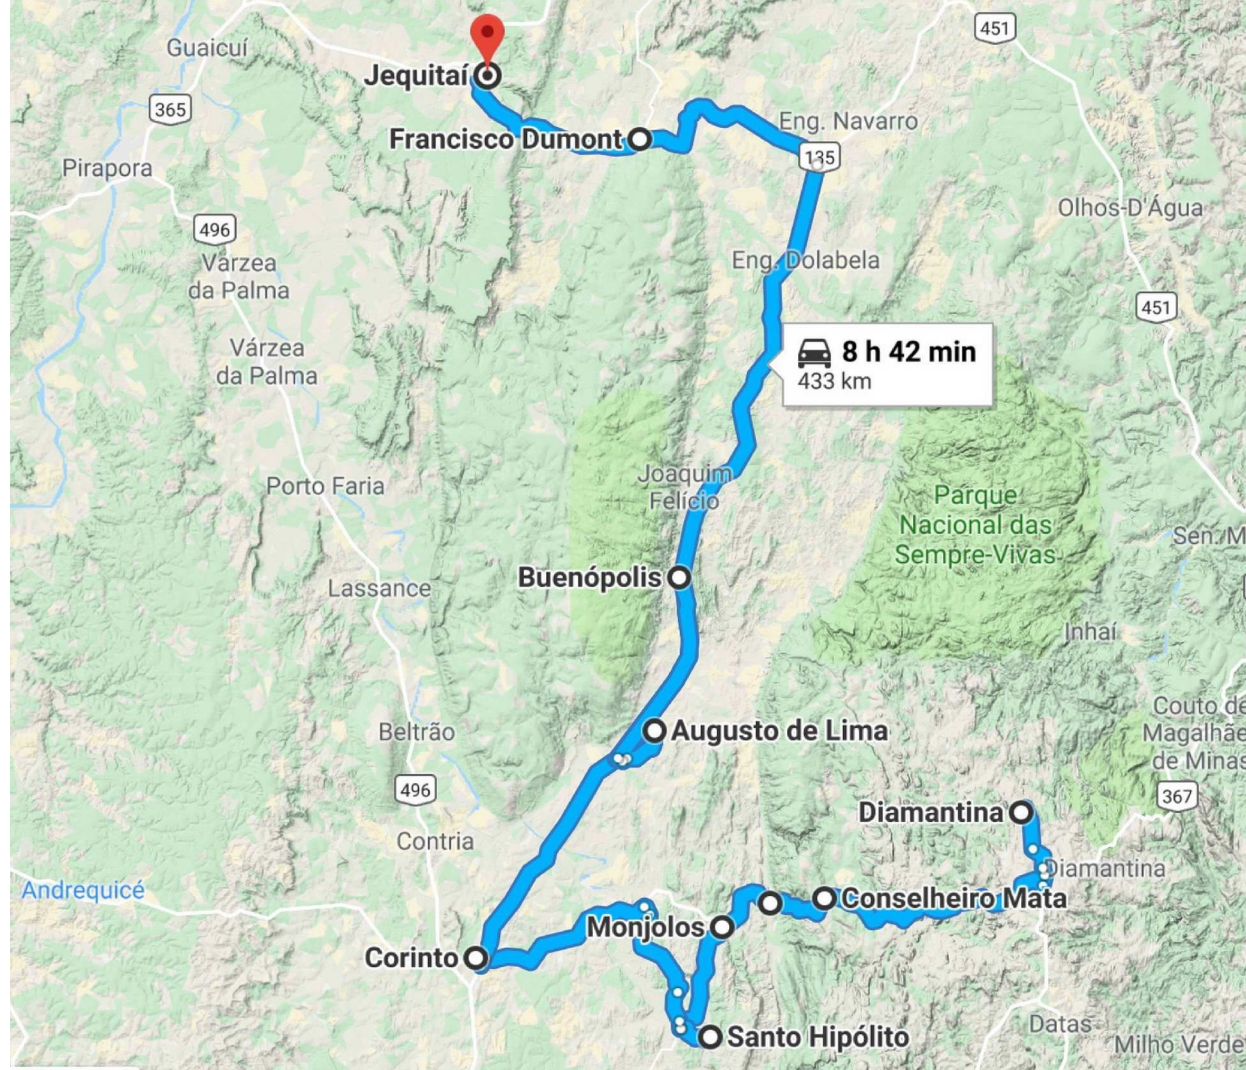 451
Guaicuí
Jequitaí
365
Eng. Navarro
Francisco Dumont
135
Pirapora
Olhos-D'Água
496
Eng. Dolabela
Várzea
da Palma
451
Várzea
da Palma
8 h 42 min
433 km
Joaquim
Felício
Porto Faria
Parque
Nacional das
Sempre-Vivas
Sen. M
Buenópolis
Lassance
Inhaí
Couto de
Magalhãe
de Minas
Beltrão
Augusto de Lima
496
367
Diamantina
Contria
Diamantina
Andrequicé
Conselheiro Mata
Monjolos
Corinto
Datas
Santo Hipólito
Milho Verde